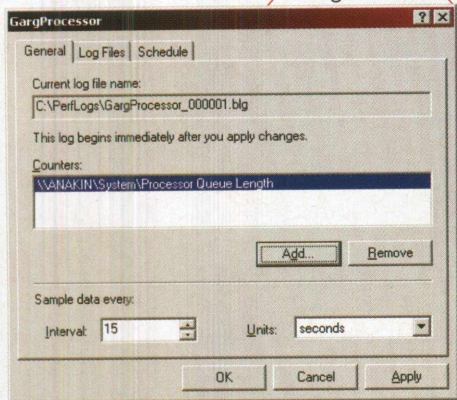 GargProcessor
General
Log Files
Schedule
Current log file name:
C:\PerfLogs\GargProcessor_000001.blg
This log begins immediately after you apply changes.
Counters:
\\ANAKIN\System\Processor Queue Length
Add...
Remove
Sample data every:
Interval: 15
Units: seconds
OK
Cancel
Apply